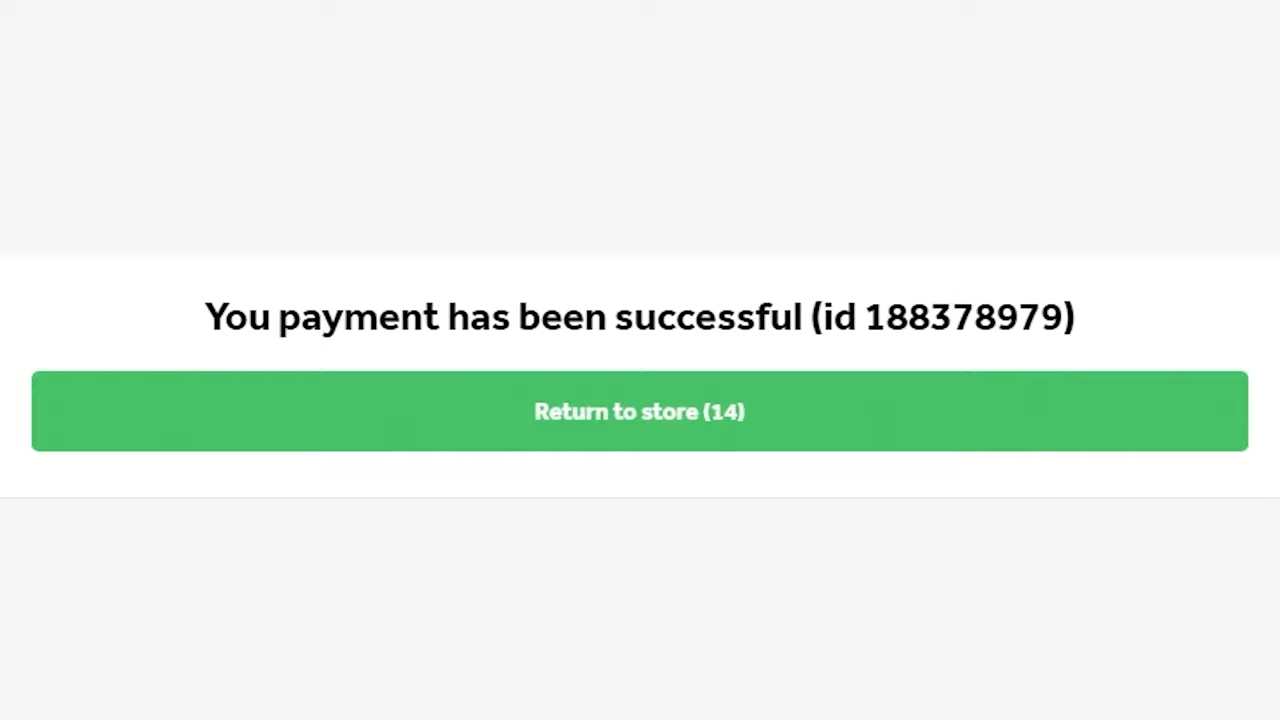 You payment has been successful (id 188378979)
Return to store (14)